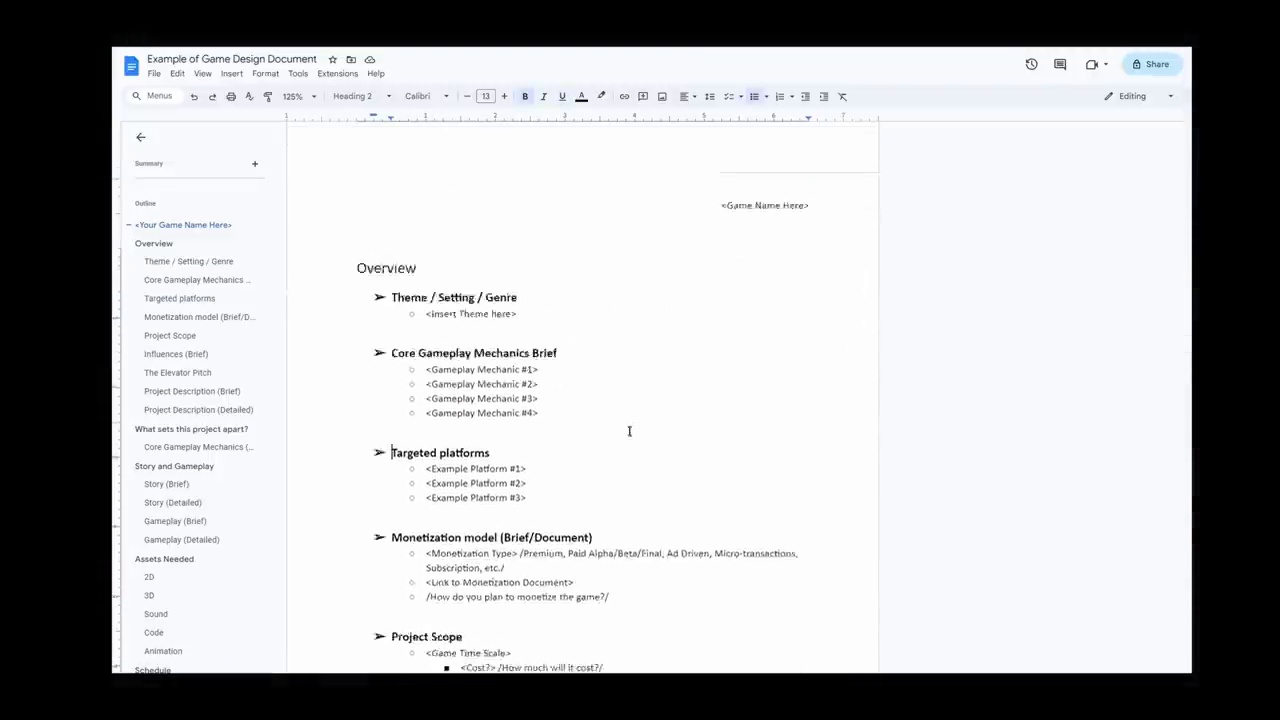 Example of Game Design Document
File Edit View Insert Format Tools Extensions Help
Share
Menus 125% Heading 2 Calibri 13 B I U A Editing
1 1 2 3 4 5 6 7
Summary
Outline
<Your Game Name Here>
Overview
Theme / Setting / Genre
Core Gameplay Mechanics ...
Targeted platforms
Monetization model (Brief/D...
Project Scope
Influences (Brief)
The Elevator Pitch
Project Description (Brief)
Project Description (Detailed)
What sets this project apart?
Core Gameplay Mechanics (...
Story and Gameplay
Story (Brief)
Story (Detailed)
Gameplay (Brief)
Gameplay (Detailed)
Assets Needed
2D
3D
Sound
Code
Animation
Schedule
<Game Name Here>
Overview
➢ Theme / Setting / Genre
○ <Insert Theme here>
➢ Core Gameplay Mechanics Brief
○ <Gameplay Mechanic #1>
○ <Gameplay Mechanic #2>
○ <Gameplay Mechanic #3>
○ <Gameplay Mechanic #4>
➢ Targeted platforms
○ <Example Platform #1>
○ <Example Platform #2>
○ <Example Platform #3>
➢ Monetization model (Brief/Document)
○ <Monetization Type> /Premium, Paid Alpha/Beta/Final, Ad Driven, Micro-transactions,
Subscription, etc./
○ <Link to Monetization Document>
○ /How do you plan to monetize the game?/
➢ Project Scope
○ <Game Time Scale>
■ <Cost?> /How much will it cost?/